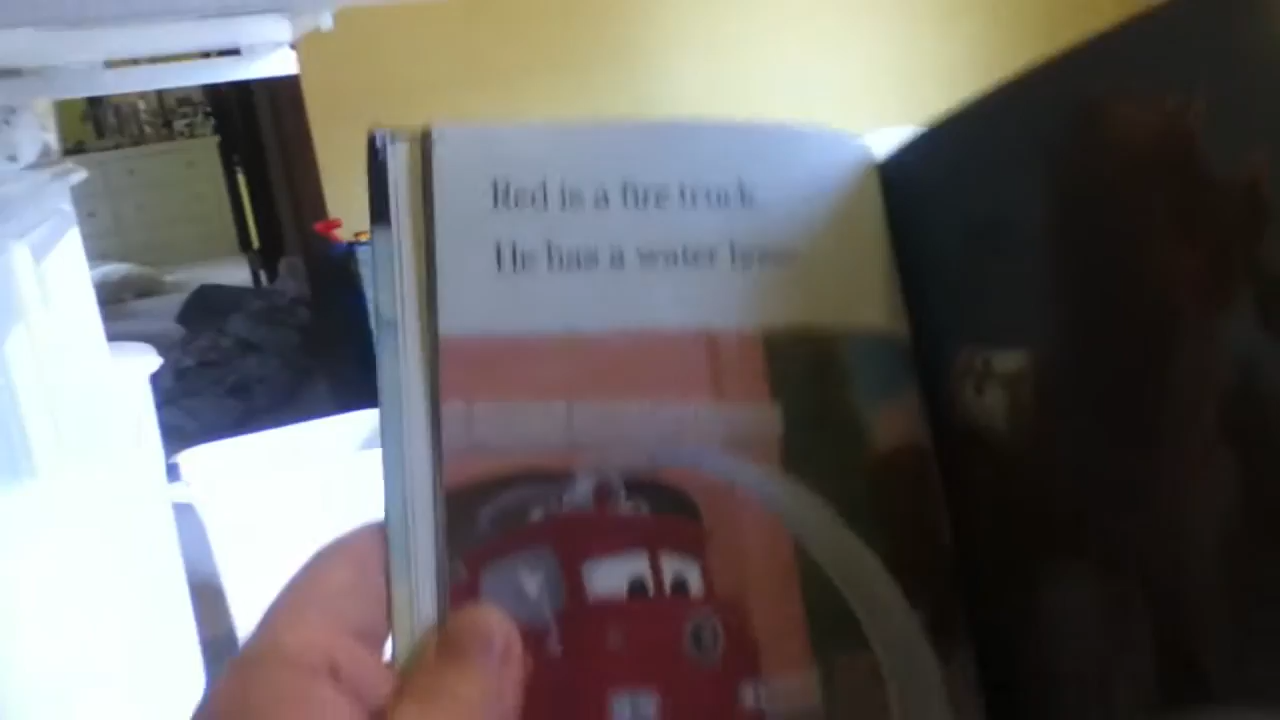 Red is a fire truck.
He has a water hose.